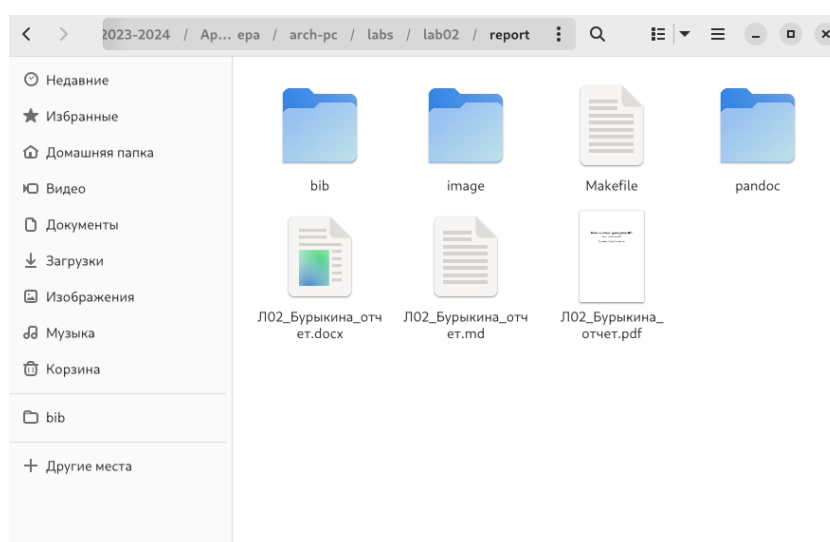 2023-2024 / Ap... ера / arch-pc / labs / lab02 / report
Недавние
Избранные
Домашняя папка
Видео
Документы
Загрузки
Изображения
Музыка
Корзина
bib
Другие места
bib
image
Makefile
pandoc
Л02_Бурыкина_отч
ет.docx
Л02_Бурыкина_отч
ет.md
Л02_Бурыкина_
отчет.pdf